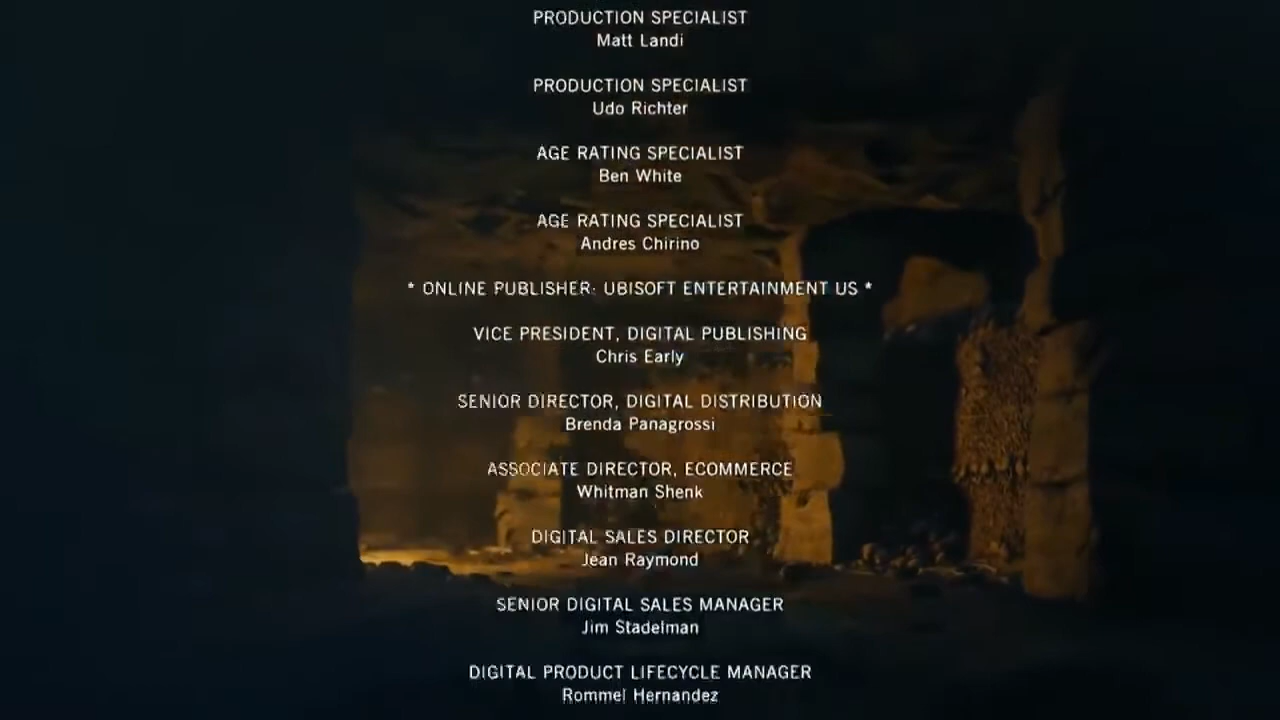 PRODUCTION SPECIALIST
Matt Landi
PRODUCTION SPECIALIST
Udo Richter
AGE RATING SPECIALIST
Ben White
AGE RATING SPECIALIST
Andres Chirino
* ONLINE PUBLISHER: UBISOFT ENTERTAINMENT US *
VICE PRESIDENT, DIGITAL PUBLISHING
Chris Early
SENIOR DIRECTOR, DIGITAL DISTRIBUTION
Brenda Panagrossi
ASSOCIATE DIRECTOR, ECOMMERCE
Whitman Shenk
DIGITAL SALES DIRECTOR
Jean Raymond
SENIOR DIGITAL SALES MANAGER
Jim Stadelman
DIGITAL PRODUCT LIFECYCLE MANAGER
Rommel Hernandez